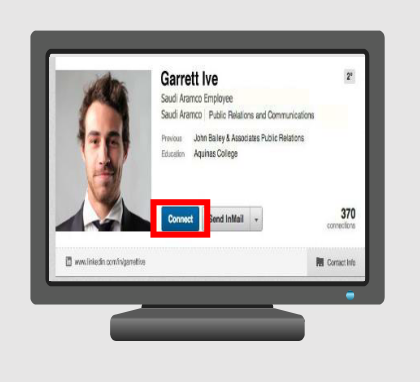 Garrett Ive
2°
Saudi Aramco Employee
Saudi Aramco | Public Relations and Communications
Previous John Bailey & Associates Public Relations
Education Aquinas College
Connect Send InMail
370
connections
www.linkedin.com/in/garrettive
Contact Info